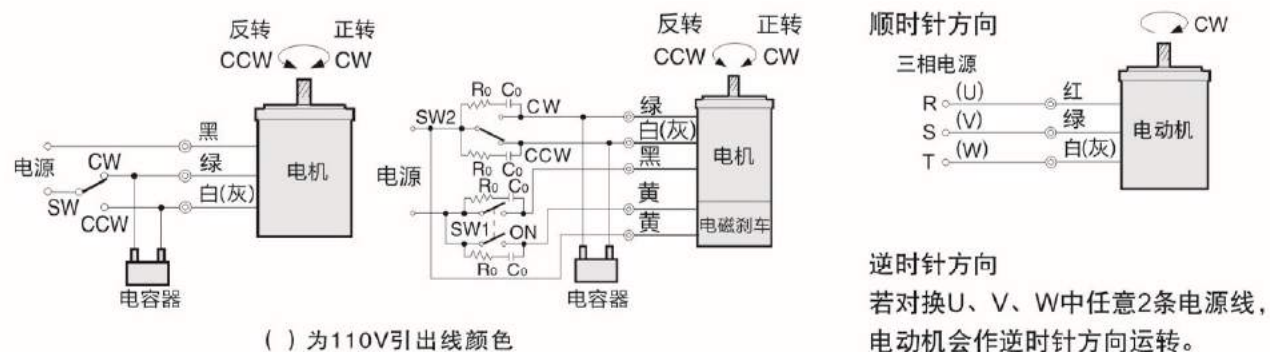 反转 正转
CCW CW
黑
电源 CW 绿 电机
SW 白(灰)
CCW
电容器
反转 正转
CCW CW
R0 C0
SW2 CW 绿
白(灰)
CCW 黑 电机
R0 C0
电源 R0 C0
黄
SW1 ON 黄 电磁刹车
R0 C0
电容器
( ) 为110V引出线颜色
顺时针方向 CW
三相电源
R (U) 红
S (V) 绿 电动机
T (W) 白(灰)
逆时针方向
若对换U、V、W中任意2条电源线，
电动机会作逆时针方向运转。